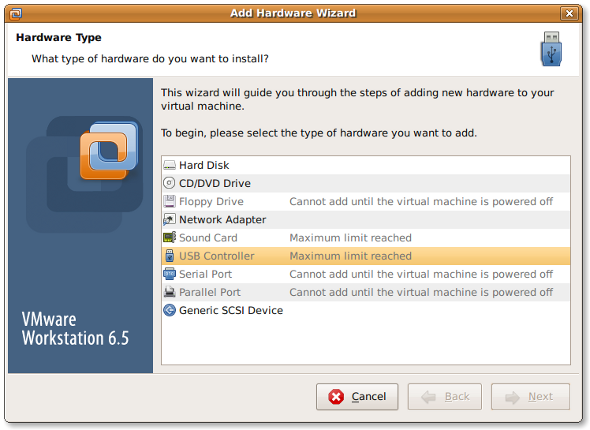 Add Hardware Wizard
Hardware Type
What type of hardware do you want to install?
This wizard will guide you through the steps of adding new hardware to your
virtual machine.
To begin, please select the type of hardware you want to add.
Hard Disk
CD/DVD Drive
Floppy Drive Cannot add until the virtual machine is powered off
Network Adapter
Sound Card Maximum limit reached
USB Controller Maximum limit reached
Serial Port Cannot add until the virtual machine is powered off
Parallel Port Cannot add until the virtual machine is powered off
Generic SCSI Device
VMware
Workstation 6.5
Cancel
Back
Next